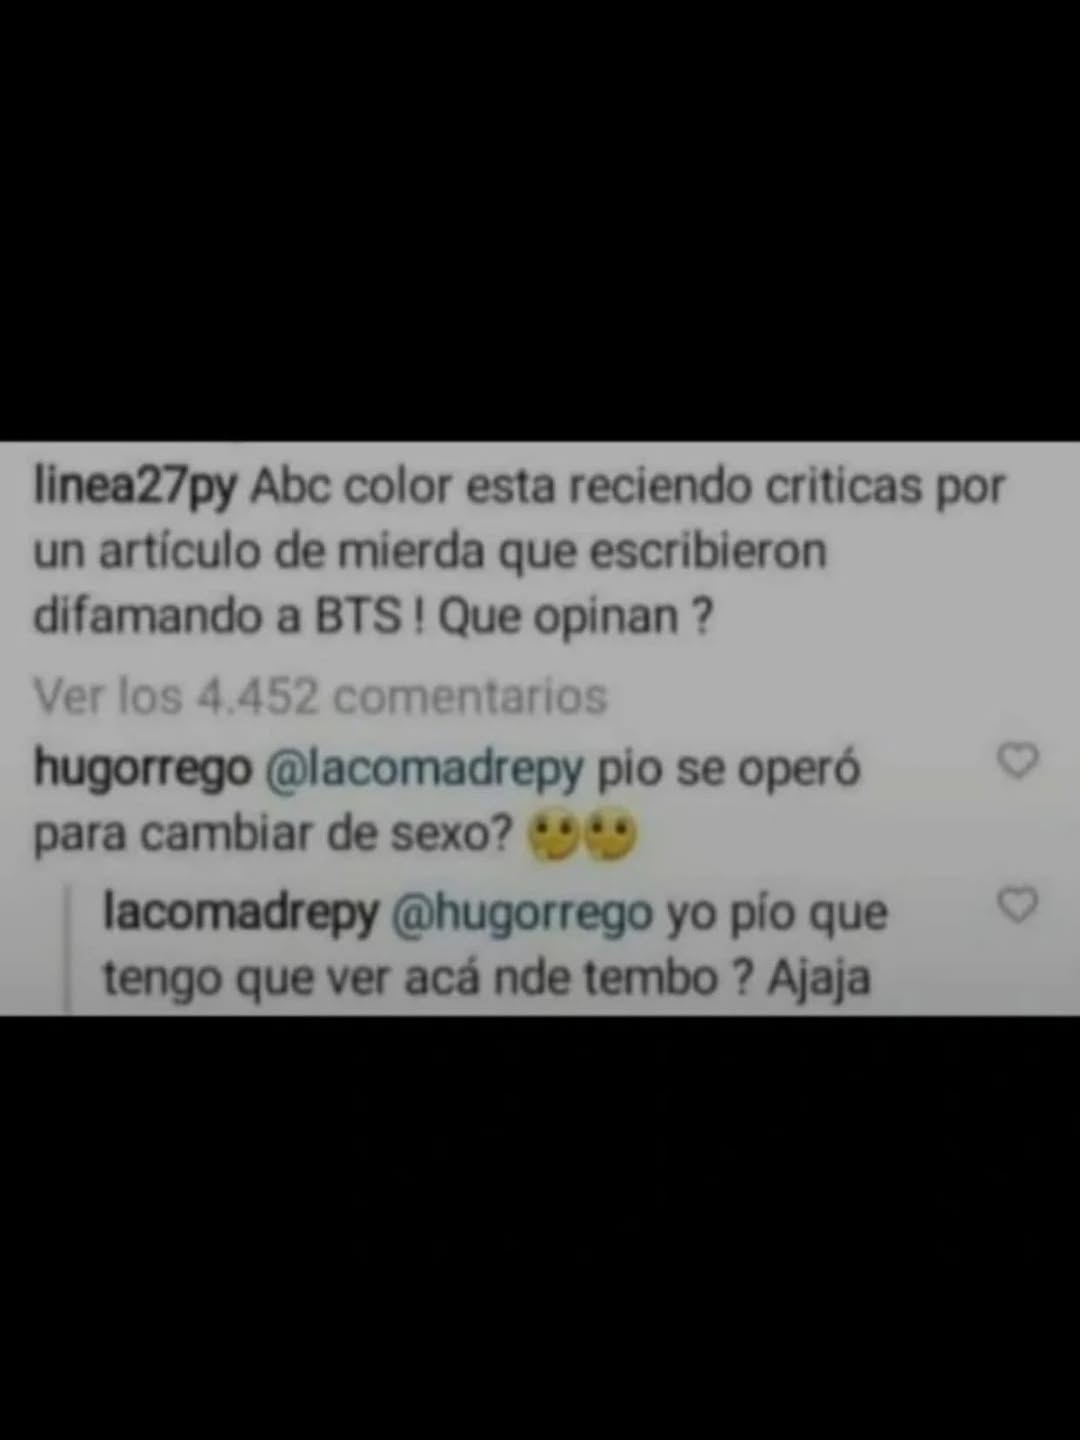 linea27py Abc color esta reciendo criticas por
un artículo de mierda que escribieron
difamando a BTS ! Que opinan ?
Ver los 4.452 comentarios
hugorrego @lacomadrepy pio se operó
para cambiar de sexo? 🤭🤭
lacomadrepy @hugorrego yo pío que
tengo que ver acá nde tembo ? Ajaja